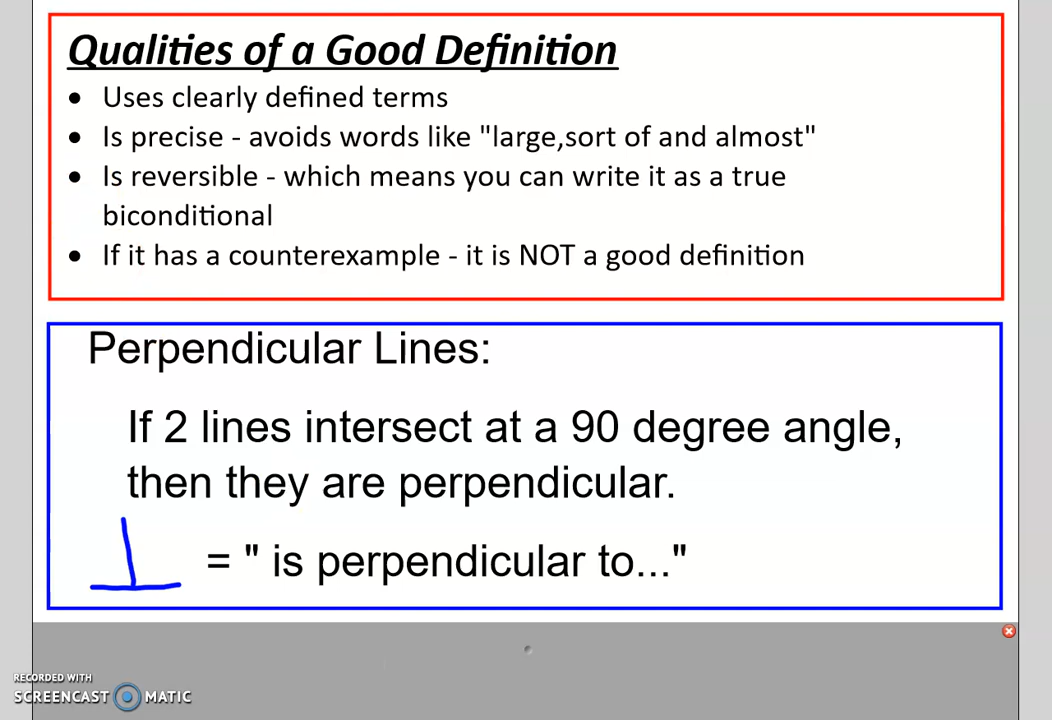 Qualities of a Good Definition
• Uses clearly defined terms
• Is precise - avoids words like "large,sort of and almost"
• Is reversible - which means you can write it as a true
biconditional
• If it has a counterexample - it is NOT a good definition
Perpendicular Lines:
If 2 lines intersect at a 90 degree angle,
then they are perpendicular.
⊥ = " is perpendicular to..."
RECORDED WITH
SCREENCAST MATIC